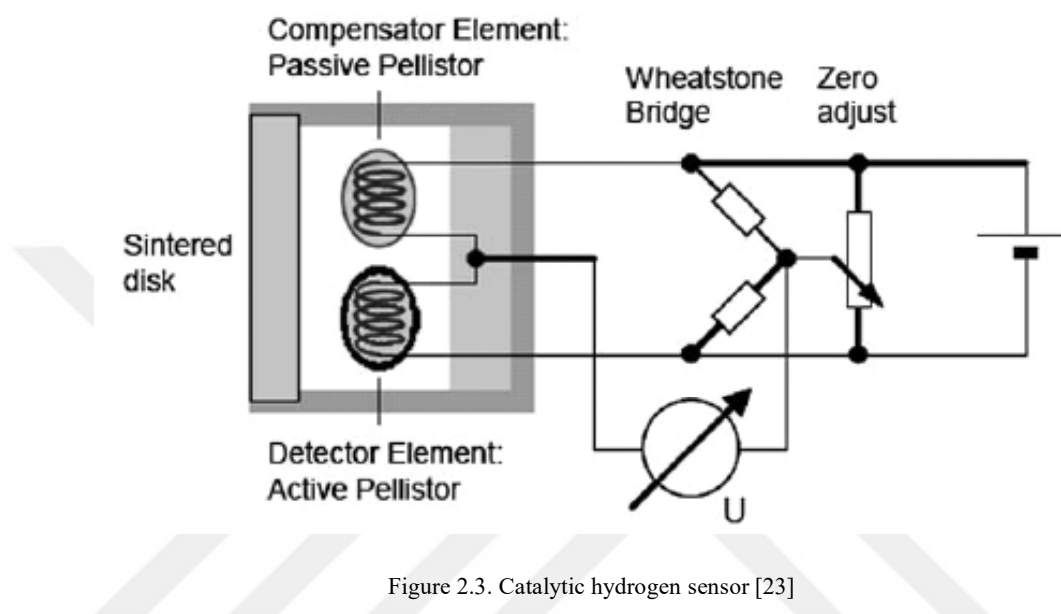 Compensator Element:
Passive Pellistor
Wheatstone
Bridge
Zero
adjust
Sintered
disk
Detector Element:
Active Pellistor
U
Figure 2.3. Catalytic hydrogen sensor [23]